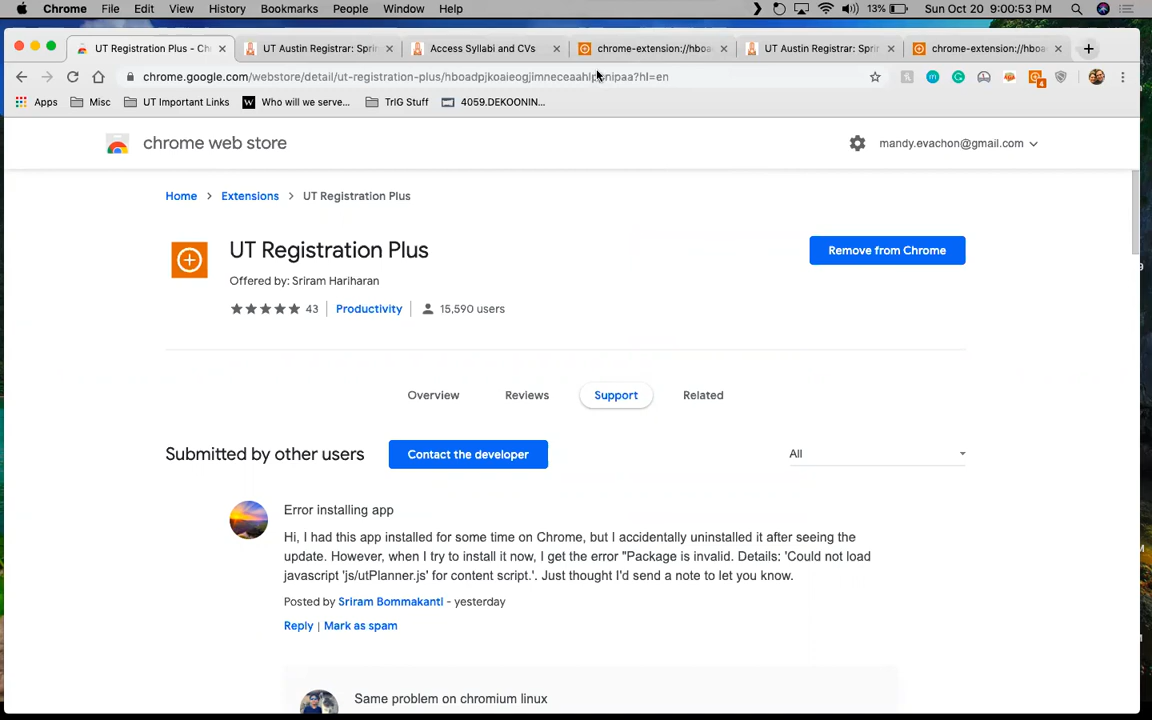 Chrome File Edit View History Bookmarks People Window Help 13% Sun Oct 20 9:00:53 PM
UT Registration Plus - Ch UT Austin Registrar: Sprin Access Syllabi and CVs chrome-extension://hboa UT Austin Registrar: Sprin chrome-extension://hboa
chrome.google.com/webstore/detail/ut-registration-plus/hboadpjkoaieogjimneceaahl nipaa?hl=en
Apps Misc UT Important Links W Who will we serve... TrIG Stuff 4059.DEKOONIN... 4
chrome web store mandy.evachon@gmail.com
Home > Extensions > UT Registration Plus
UT Registration Plus Remove from Chrome
Offered by: Sriram Hariharan
43 Productivity 15,590 users
Overview Reviews Support Related
Submitted by other users Contact the developer All
Error installing app
Hi, I had this app installed for some time on Chrome, but I accidentally uninstalled it after seeing the
update. However, when I try to install it now, I get the error "Package is invalid. Details: 'Could not load
javascript 'js/utPlanner.js' for content script.'. Just thought I'd send a note to let you know.
Posted by Sriram Bommakanti - yesterday
Reply | Mark as spam
Same problem on chromium linux